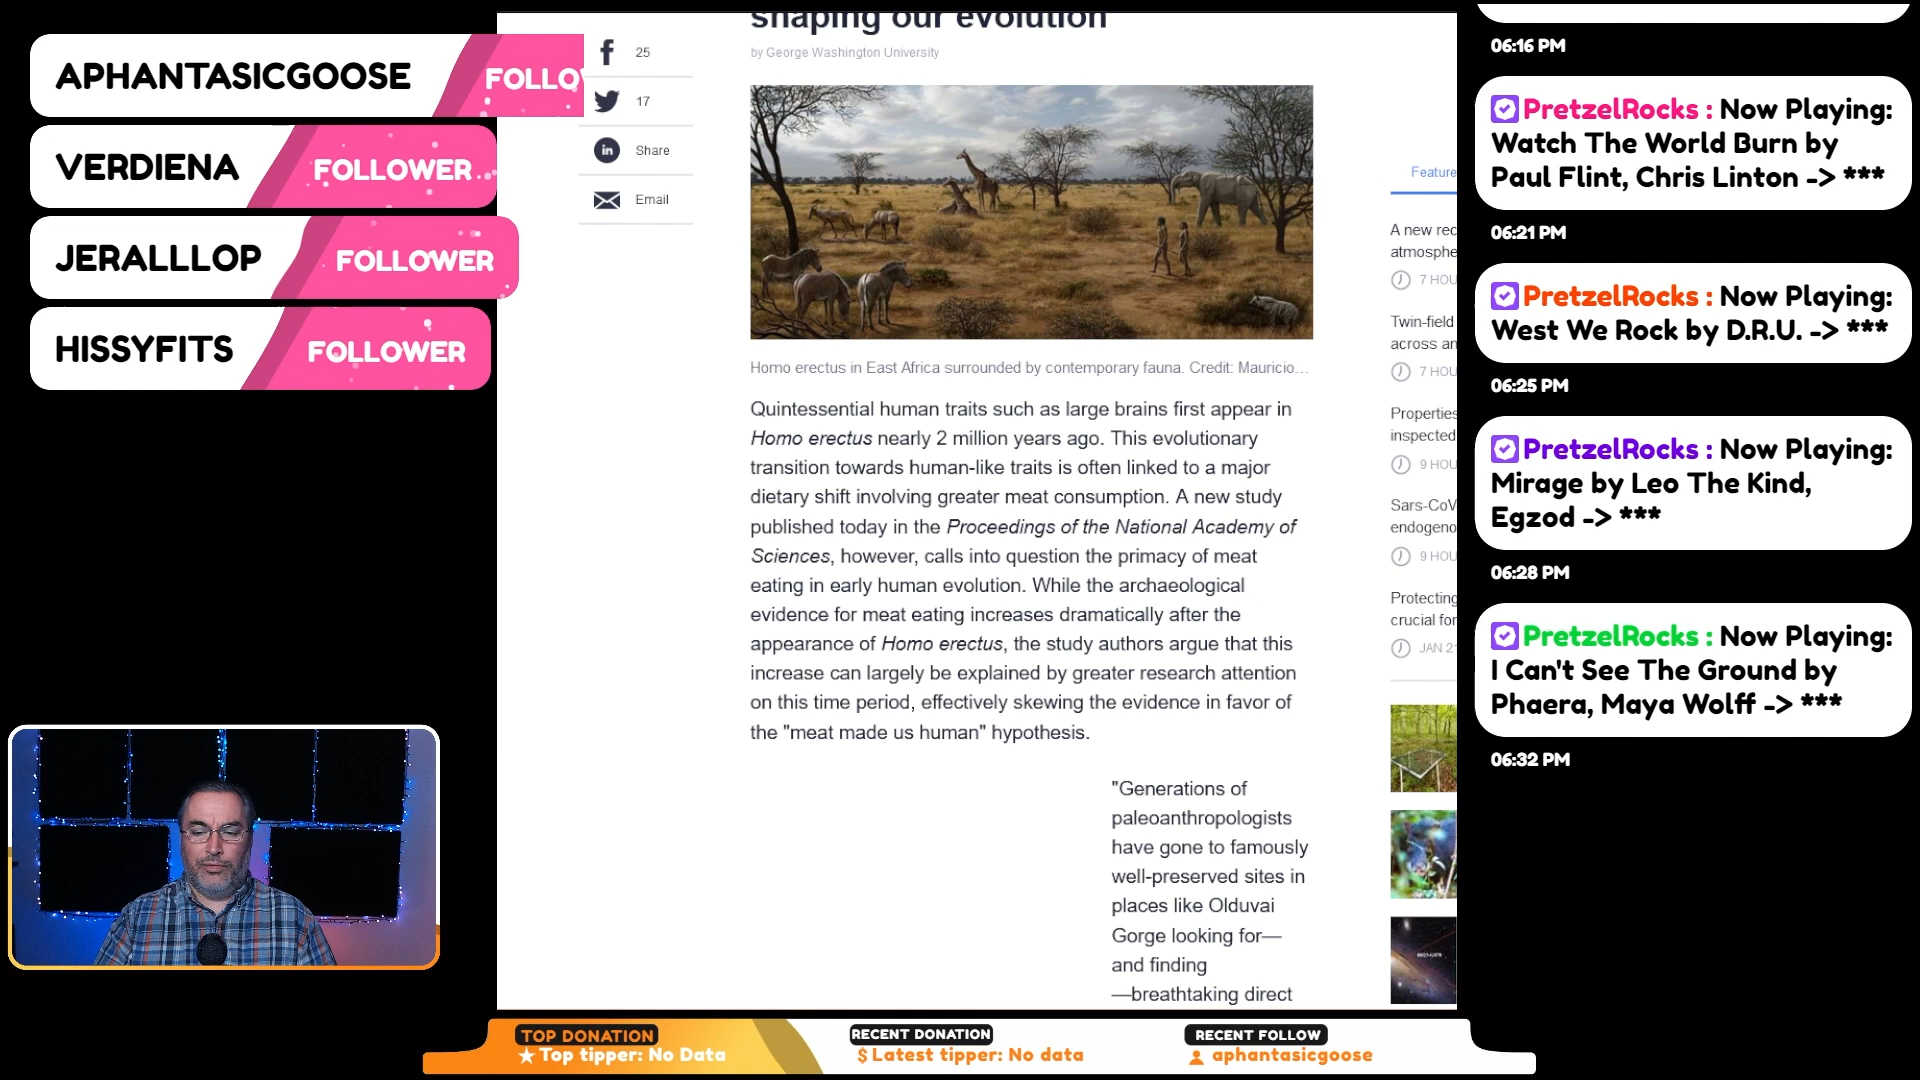 APHANTASICGOOSE
FOLLO
VERDIENA
FOLLOWER
JERALLLOP
FOLLOWER
HISSYFITS
FOLLOWER
25
17
Share
Email
shaping our evolution
by George Washington University
Homo erectus in East Africa surrounded by contemporary fauna. Credit: Mauricio...
Quintessential human traits such as large brains first appear in
Homo erectus nearly 2 million years ago. This evolutionary
transition towards human-like traits is often linked to a major
dietary shift involving greater meat consumption. A new study
published today in the Proceedings of the National Academy of
Sciences, however, calls into question the primacy of meat
eating in early human evolution. While the archaeological
evidence for meat eating increases dramatically after the
appearance of Homo erectus, the study authors argue that this
increase can largely be explained by greater research attention
on this time period, effectively skewing the evidence in favor of
the "meat made us human" hypothesis.
"Generations of
paleoanthropologists
have gone to famously
well-preserved sites in
places like Olduvai
Gorge looking for—
and finding
—breathtaking direct
Feature
A new rec
atmosphe
7 HOU
Twin-field
across an
7 HOU
Properties
inspected
9 HOU
Sars-CoV
endogeno
9 HOU
Protecting
crucial for
JAN 21
06:16 PM
PretzelRocks : Now Playing:
Watch The World Burn by
Paul Flint, Chris Linton -> ***
06:21 PM
PretzelRocks : Now Playing:
West We Rock by D.R.U. -> ***
06:25 PM
PretzelRocks : Now Playing:
Mirage by Leo The Kind,
Egzod -> ***
06:28 PM
PretzelRocks : Now Playing:
I Can't See The Ground by
Phaera, Maya Wolff -> ***
06:32 PM
TOP DONATION
Top tipper: No Data
RECENT DONATION
$ Latest tipper: No data
RECENT FOLLOW
aphantasicgoose